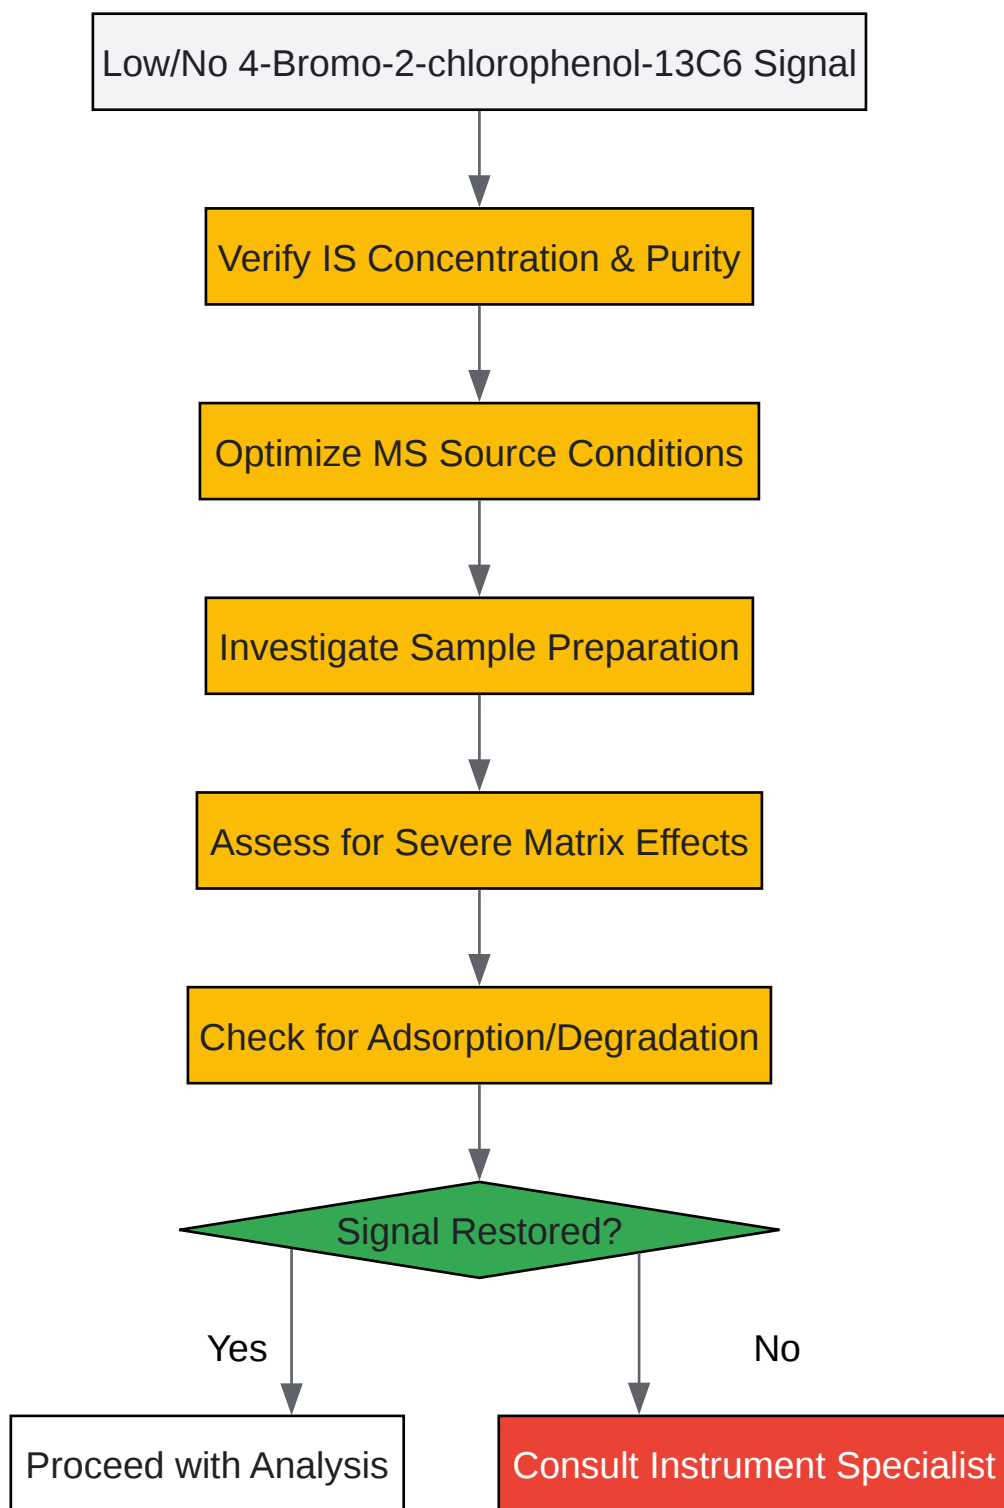 Low/No 4-Bromo-2-chlorophenol-13C6 Signal
Verify IS Concentration & Purity
Optimize MS Source Conditions
Investigate Sample Preparation
Assess for Severe Matrix Effects
Check for Adsorption/Degradation
Signal Restored?
Yes
No
Proceed with Analysis
Consult Instrument Specialist